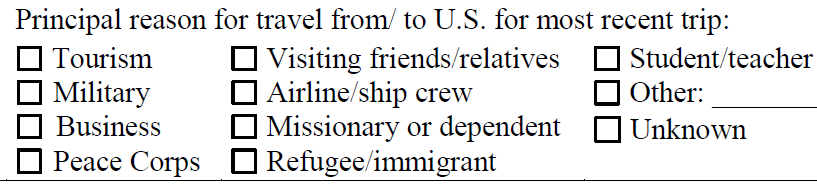 Principal reason for travel from/ to U.S. for most recent trip:
☐ Tourism ☐ Visiting friends/relatives ☐ Student/teacher
☐ Military ☐ Airline/ship crew ☐ Other: ________
☐ Business ☐ Missionary or dependent ☐ Unknown
☐ Peace Corps ☐ Refugee/immigrant